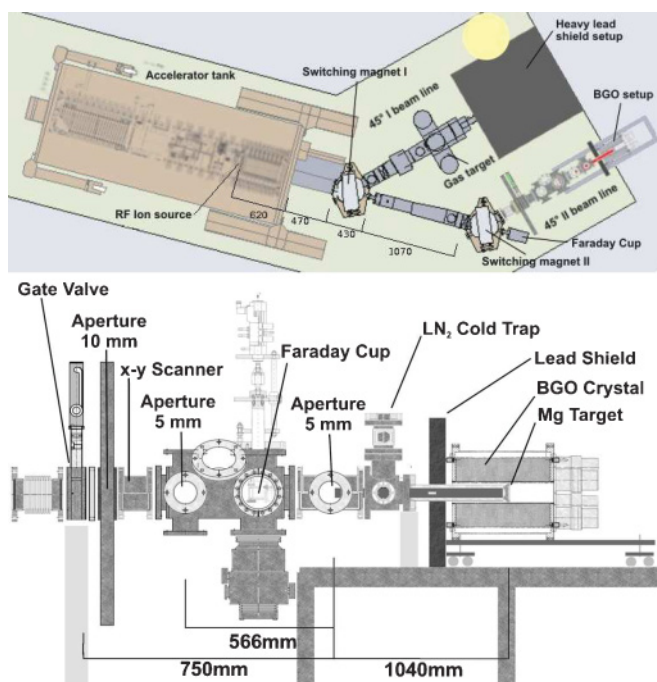 Heavy lead
shield setup
Accelerator tank
Switching magnet I
BGO setup
45° I beam line
Gas target
45° II beam line
RF Ion source
620
470
430
1070
Faraday Cup
Switching magnet II
Gate Valve
Aperture
10 mm
x-y Scanner
Aperture
5 mm
Faraday Cup
Aperture
5 mm
LN₂ Cold Trap
Lead Shield
BGO Crystal
Mg Target
566mm
750mm
1040mm